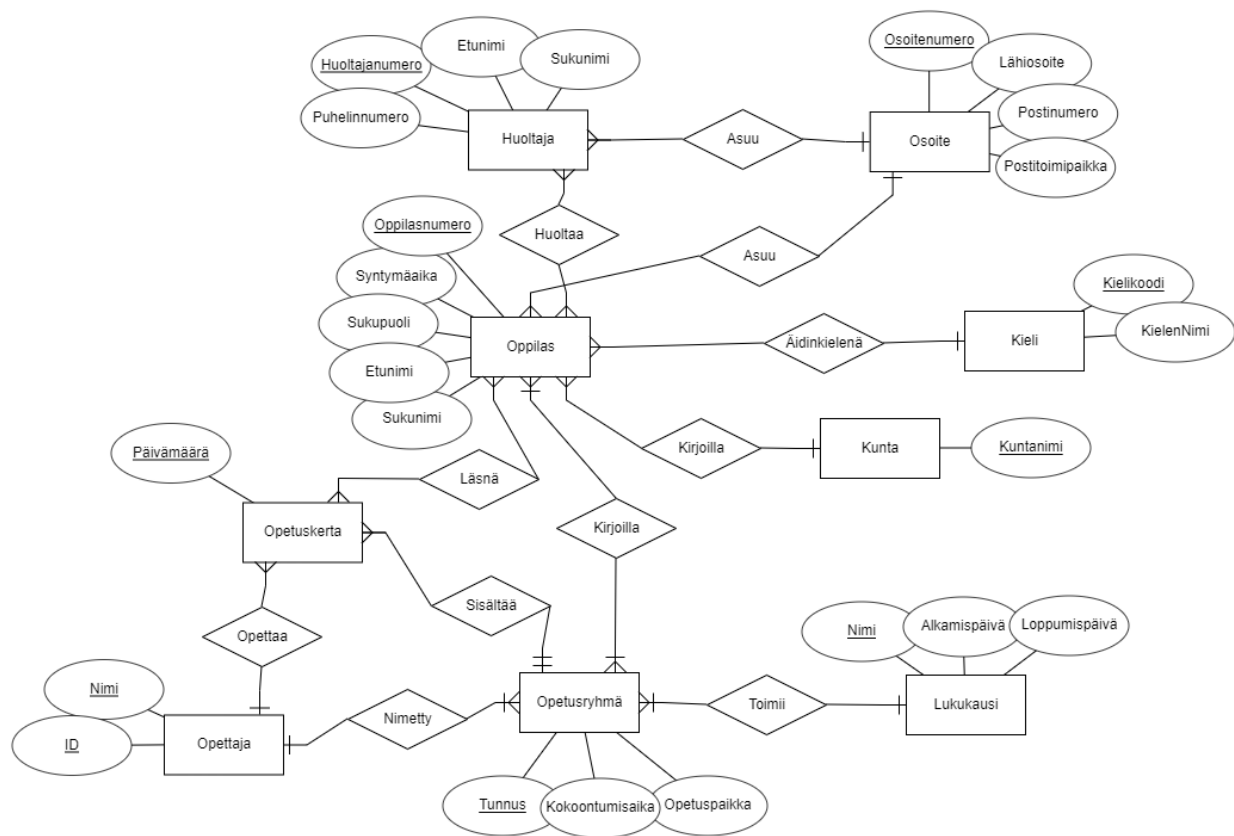 Osoitenumero
Etunimi
Sukunimi
Huoltajanumero
Lähiosoite
Puhelinnumero
Postinumero
Huoltaja
Asuu
Osoite
Postitoimipaikka
Oppilasnumero
Huoltaa
Asuu
Syntymäaika
Kielikoodi
Sukupuoli
KielenNimi
Oppilas
Äidinkielenä
Kieli
Etunimi
Sukunimi
Kirjoilla
Kunta
Kuntanimi
Päivämäärä
Läsnä
Opetuskerta
Kirjoilla
Sisältää
Opettaa
Nimi
Alkamispäivä
Loppumispäivä
Nimi
Opetusryhmä
Toimii
Lukukausi
Nimetty
ID
Opettaja
Tunnus
Kokoontumisaika
Opetuspaikka